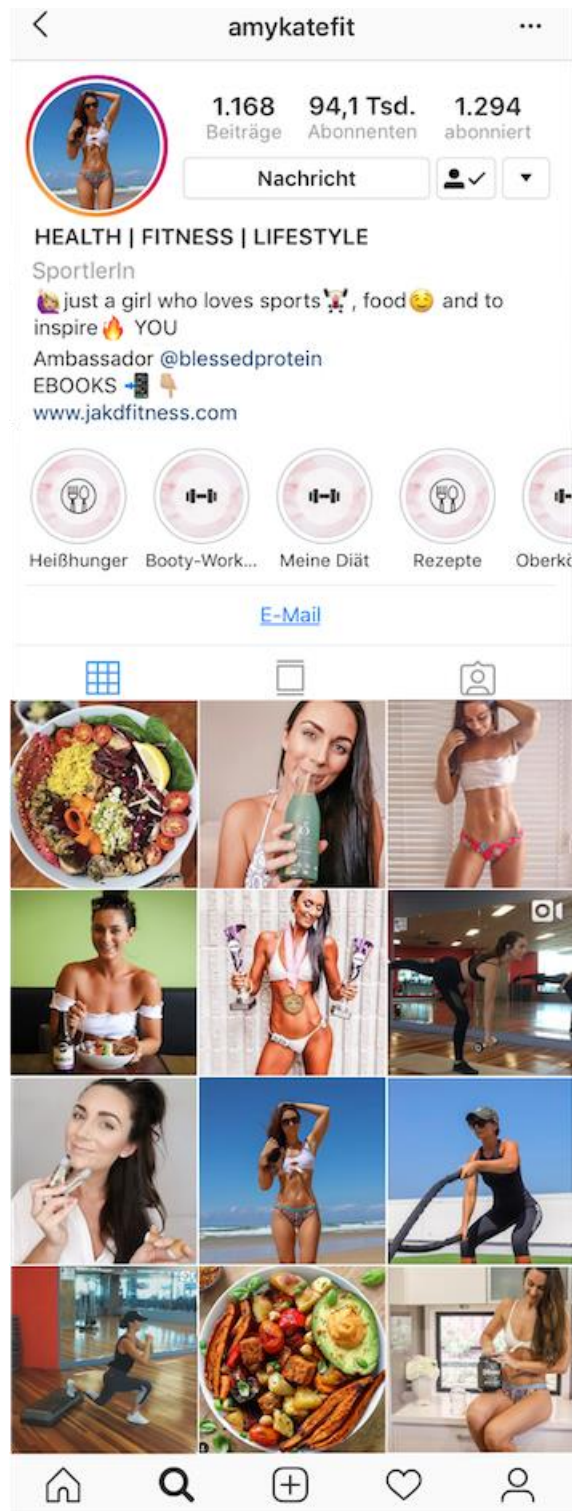 amykatefit
1.168 94,1 Tsd. 1.294
Beiträge Abonnenten abonniert
Nachricht
HEALTH | FITNESS | LIFESTYLE
SportlerIn
🙋🏼‍♀️just a girl who loves sports🏋🏻‍♀️, food😋 and to
inspire🔥 YOU
Ambassador @blessedprotein
EBOOKS 📲 👇🏼
www.jakdfitness.com
Heißhunger Booty-Work... Meine Diät Rezepte Oberkö
E-Mail